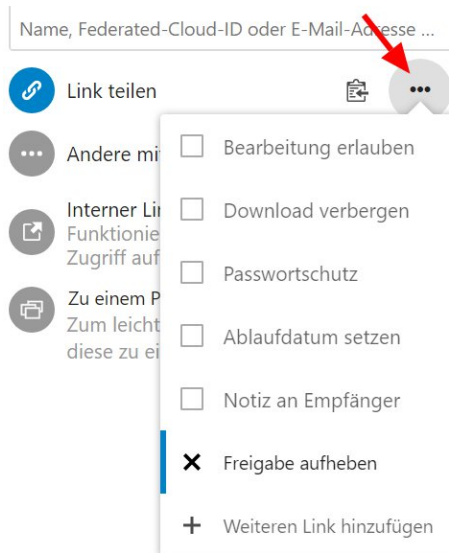 Name, Federated-Cloud-ID oder E-Mail-Adresse ...
Link teilen
Andere mi
Bearbeitung erlauben
Interner Lin
Funktionie
Zugriff auf
Download verbergen
Passwortschutz
Zu einem P
Zum leicht
diese zu ei
Ablaufdatum setzen
Notiz an Empfänger
Freigabe aufheben
Weiteren Link hinzufügen